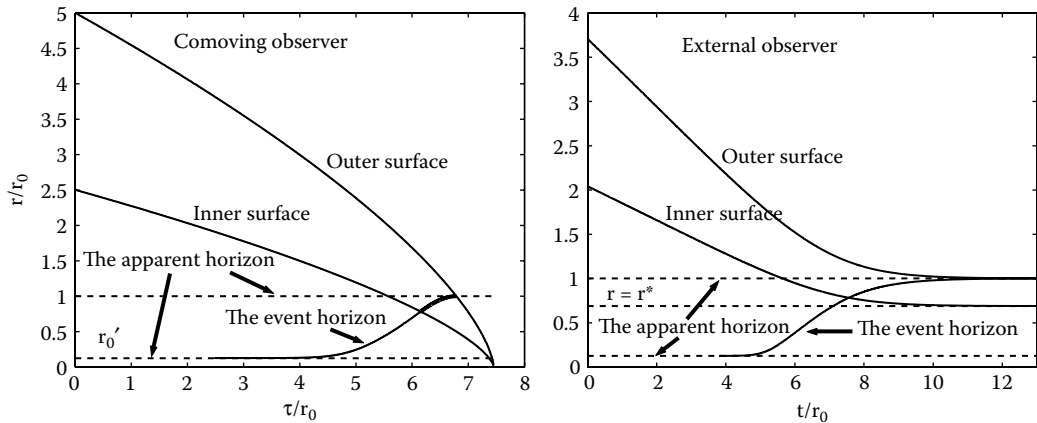 5
4.5
4
3.5
3
2.5
2
1.5
1
0.5
0
r/r₀
Comoving observer
Outer surface
Inner surface
The apparent horizon
The event horizon
r₀′
0 1 2 3 4 5 6 7 8
τ/r₀
4
3.5
3
2.5
2
1.5
1
0.5
0
External observer
Outer surface
Inner surface
r = r*
The apparent horizon
The event horizon
0 2 4 6 8 10 12
t/r₀